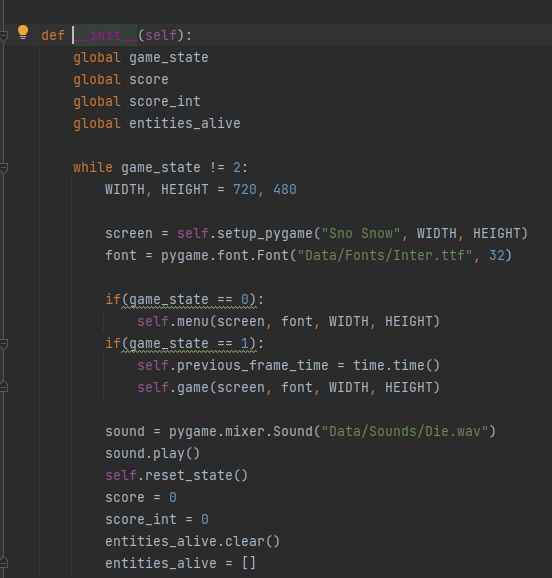 def __init__(self):
global game_state
global score
global score_int
global entities_alive
while game_state != 2:
WIDTH, HEIGHT = 720, 480
screen = self.setup_pygame("Sno Snow", WIDTH, HEIGHT)
font = pygame.font.Font("Data/Fonts/Inter.ttf", 32)
if(game_state == 0):
self.menu(screen, font, WIDTH, HEIGHT)
if(game_state == 1):
self.previous_frame_time = time.time()
self.game(screen, font, WIDTH, HEIGHT)
sound = pygame.mixer.Sound("Data/Sounds/Die.wav")
sound.play()
self.reset_state()
score = 0
score_int = 0
entities_alive.clear()
entities_alive = []